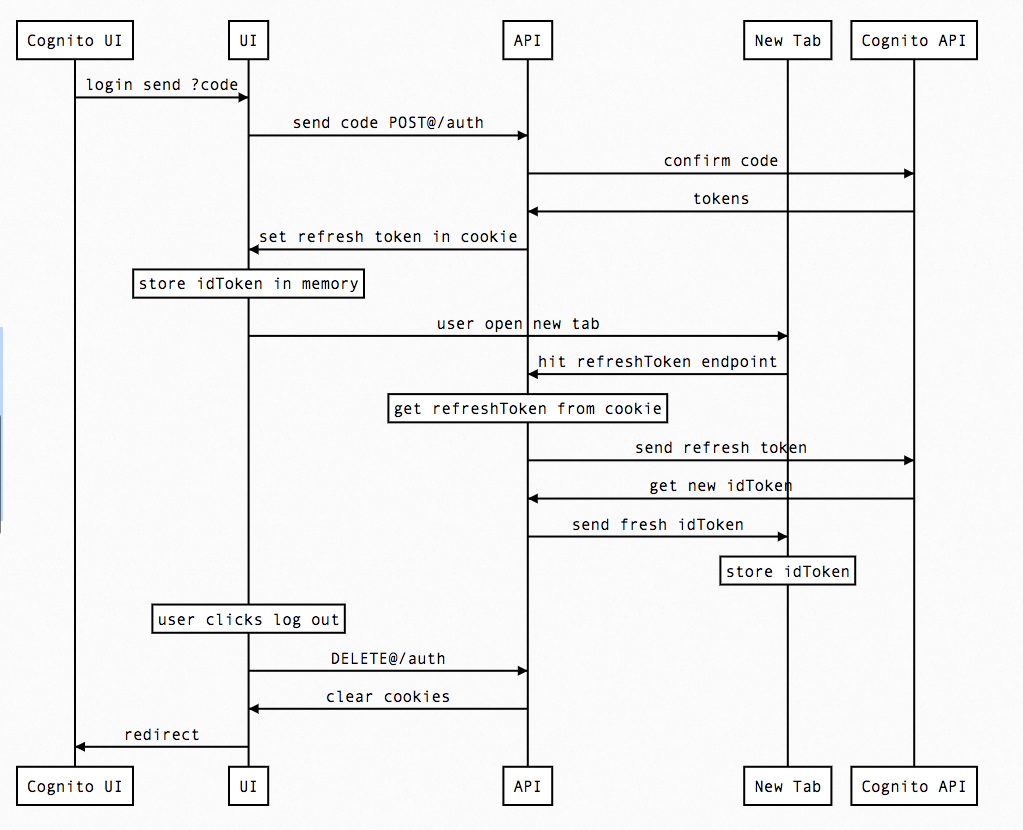 Cognito UI
UI
API
New Tab
Cognito API
login send ?code
send code POST@/auth
confirm code
tokens
set refresh token in cookie
store idToken in memory
user open new tab
hit refreshToken endpoint
get refreshToken from cookie
send refresh token
get new idToken
send fresh idToken
store idToken
user clicks log out
DELETE@/auth
clear cookies
redirect
Cognito UI
UI
API
New Tab
Cognito API